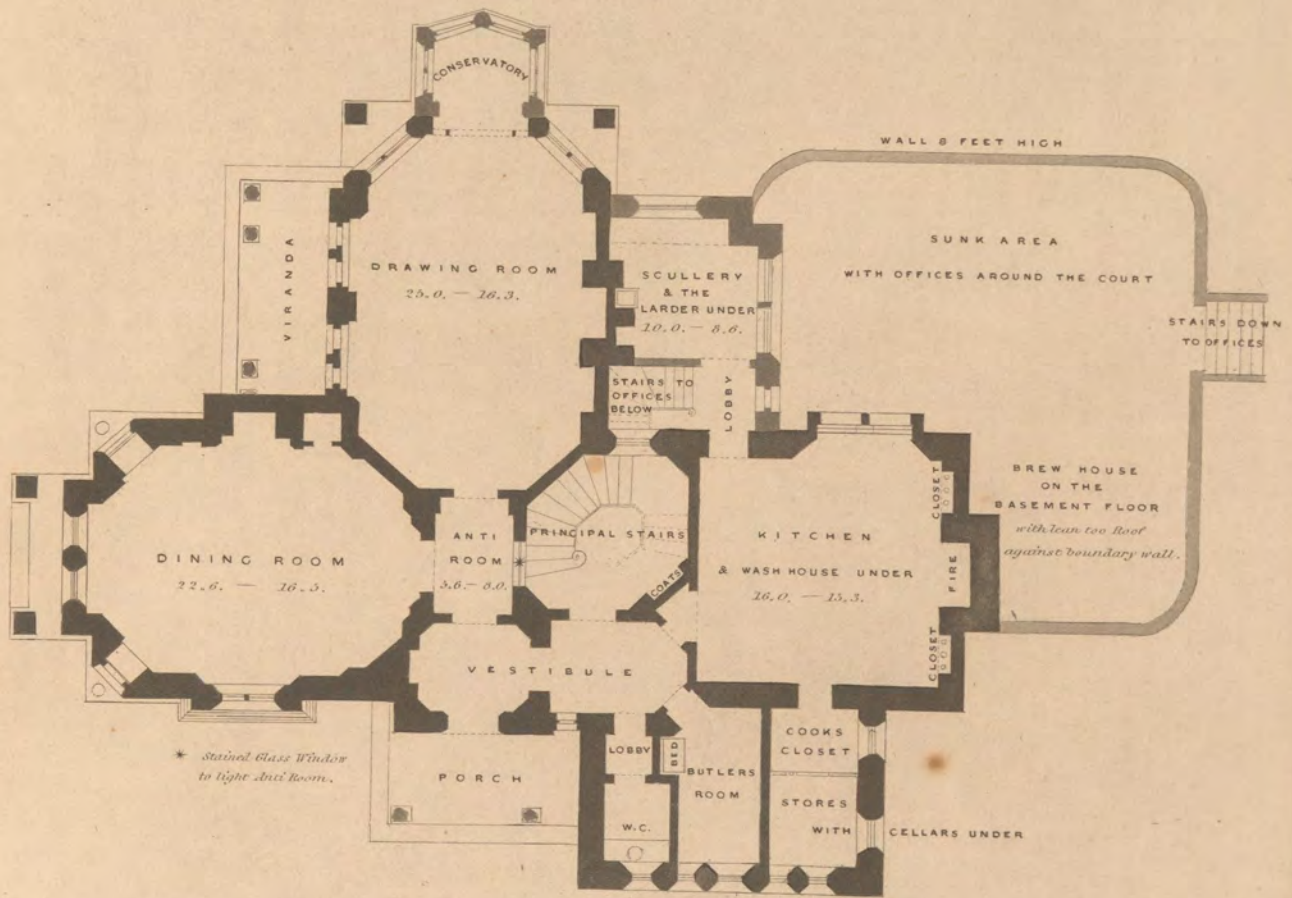 CONSERVATORY
WALL 8 FEET HIGH
VIRANDA
DRAWING ROOM
25.0. — 16.3.
SCULLERY
& THE
LARDER UNDER
10.0. — 8.6.
SUNK AREA
WITH OFFICES AROUND THE COURT
STAIRS DOWN
TO OFFICES
STAIRS TO
OFFICES
BELOW
LOBBY
DINING ROOM
22.6. — 16.3.
ANTI
ROOM
5.6. — 8.0.
PRINCIPAL STAIRS
COATS
KITCHEN
& WASH HOUSE UNDER
16.0. — 15.3.
CLOSET
FIRE
CLOSET
BREW HOUSE
ON THE
BASEMENT FLOOR
with lean too Roof
against boundary wall.
VESTIBULE
* Stained Glass Window
to light Anti Room.
PORCH
LOBBY
W.C.
BED
BUTLERS
ROOM
COOKS
CLOSET
STORES
WITH CELLARS UNDER